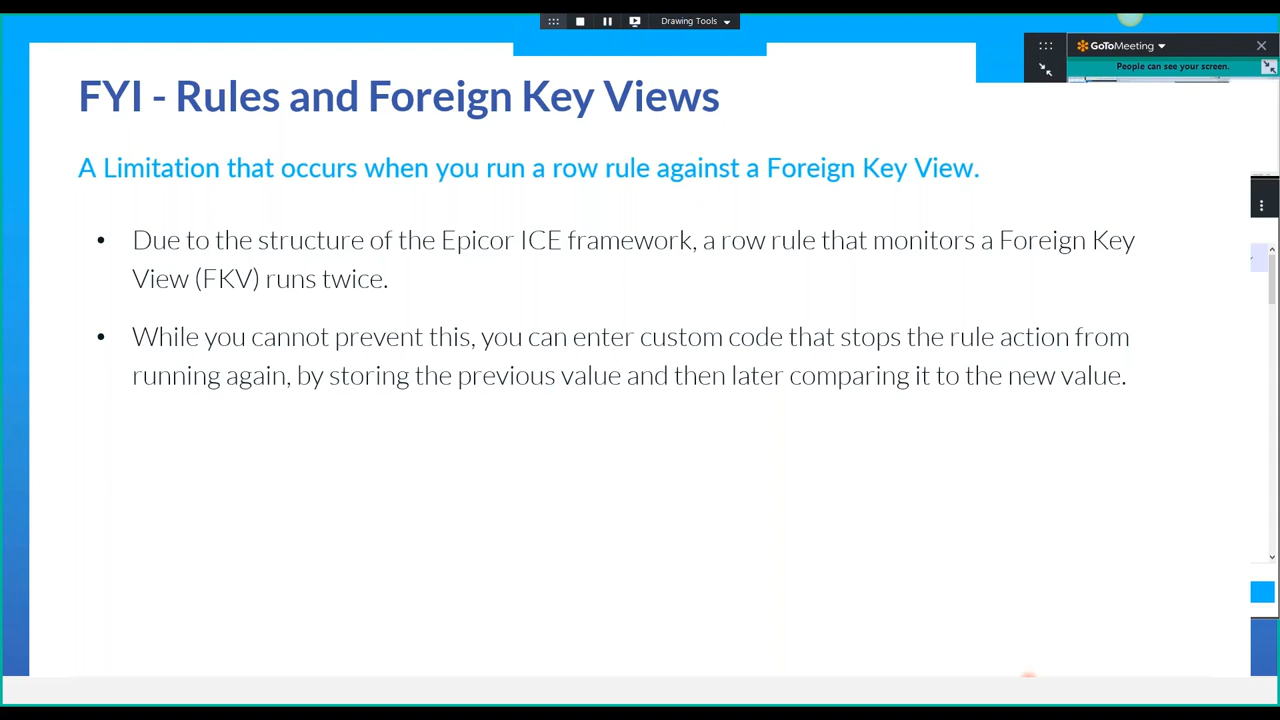 Drawing Tools
GoToMeeting
People can see your screen.
FYI - Rules and Foreign Key Views
A Limitation that occurs when you run a row rule against a Foreign Key View.
• Due to the structure of the Epicor ICE framework, a row rule that monitors a Foreign Key
View (FKV) runs twice.
• While you cannot prevent this, you can enter custom code that stops the rule action from
running again, by storing the previous value and then later comparing it to the new value.